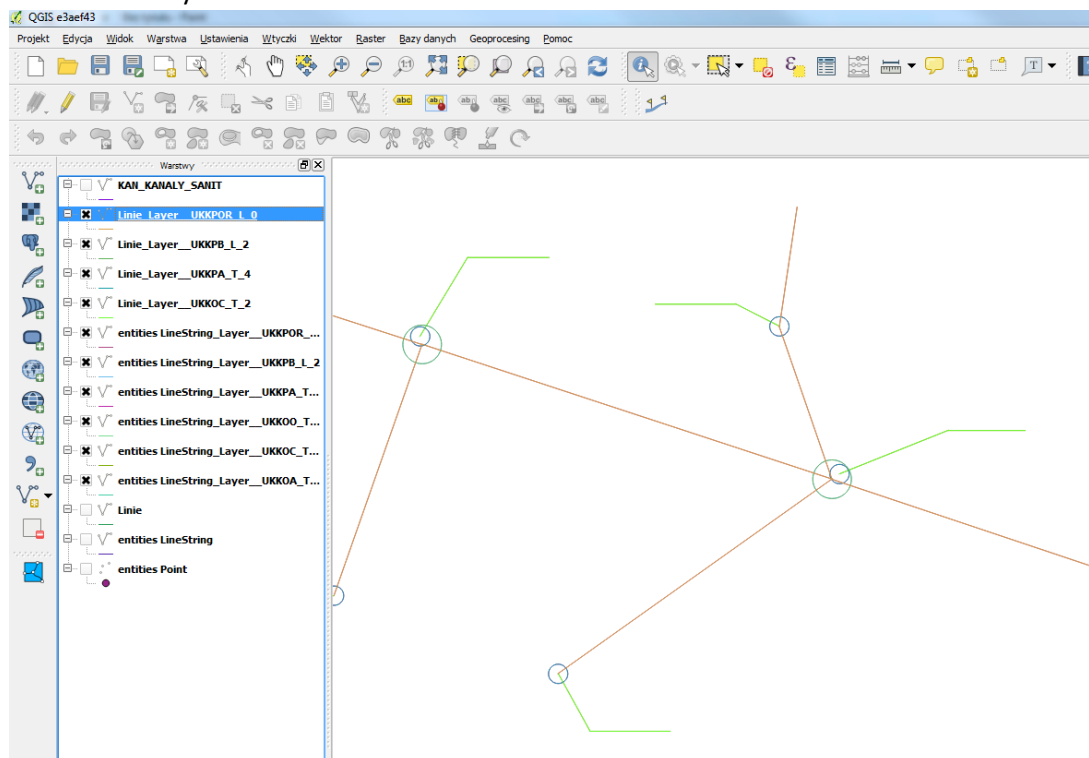 QGIS e3aef43
Projekt Edycja Widok Warstwa Ustawienia Wtyczki Wektor Raster Bazy danych Geoprocesing Pomoc
Warstwy
KAN_KANALY_SANIT
Linie_Layer__UKKPOR_L_0
Linie_Layer__UKKPB_L_2
Linie_Layer__UKKPA_T_4
Linie_Layer__UKKOC_T_2
entities LineString_Layer__UKKPOR_...
entities LineString_Layer__UKKPB_L_2
entities LineString_Layer__UKKPA_T...
entities LineString_Layer__UKKOO_T...
entities LineString_Layer__UKKOC_T...
entities LineString_Layer__UKKOA_T...
Linie
entities LineString
entities Point